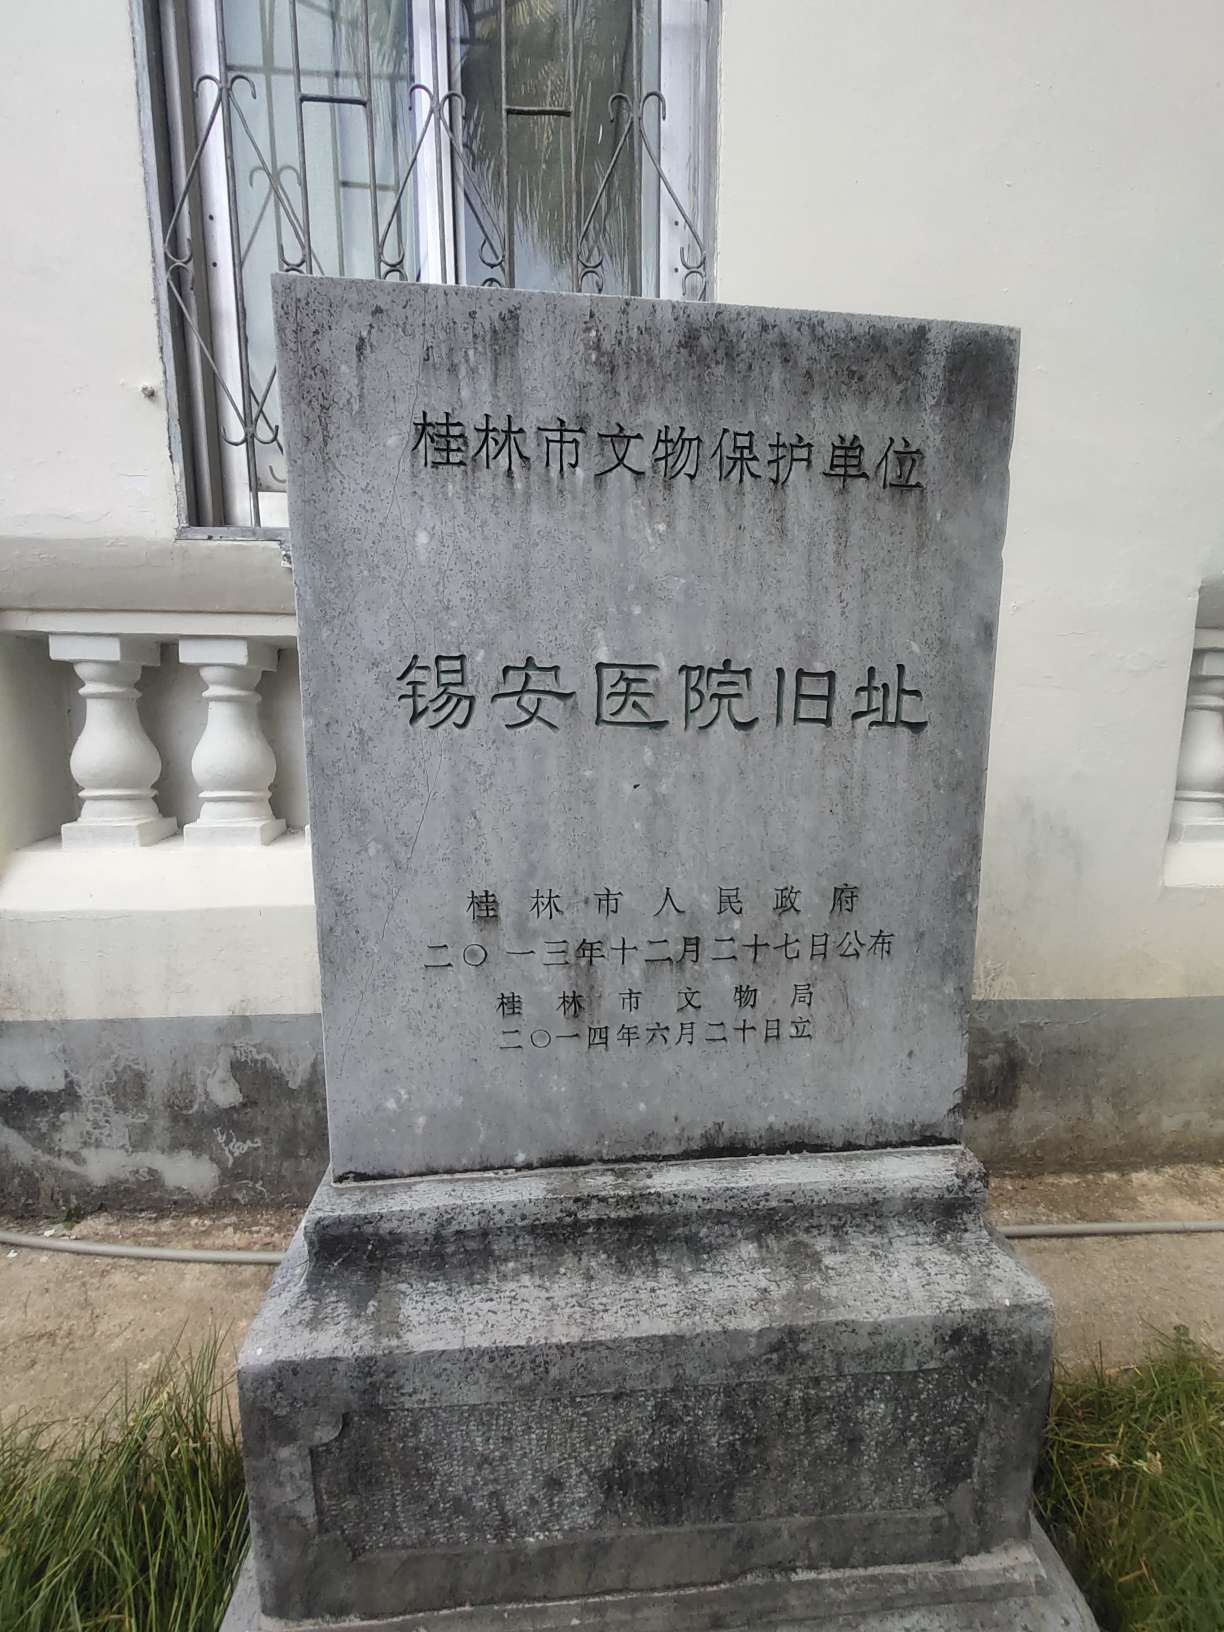 桂林市文物保护单位
锡安医院旧址
桂林市人民政府
二〇一三年十二月二十七日公布
桂林市文物局
二〇一四年六月二十日立